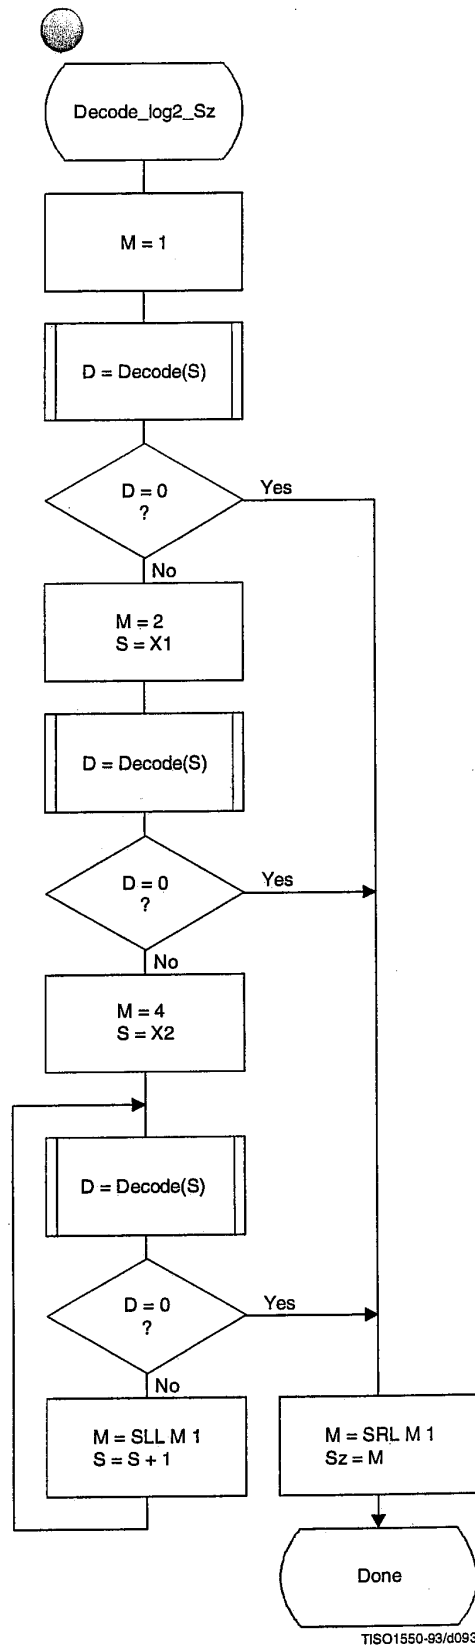 Decode_log2_Sz
M = 1
D = Decode(S)
D = 0
?
Yes
No
M = 2
S = X1
D = Decode(S)
D = 0
?
Yes
No
M = 4
S = X2
D = Decode(S)
D = 0
?
Yes
No
M = SLL M 1
S = S + 1
M = SRL M 1
Sz = M
Done
TISO1550-93/d093